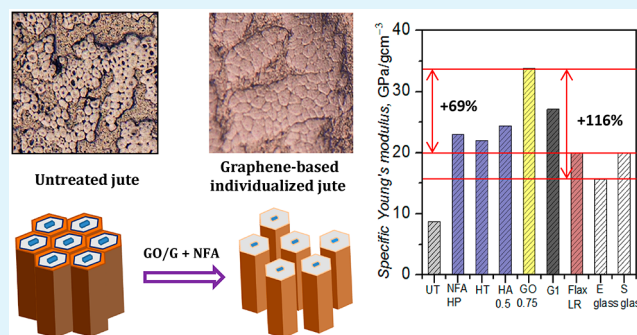 Untreated jute
Graphene-based
individualized jute
GO/G + NFA
Specific Young's modulus, GPa/gcm⁻³
40
30
20
10
0
+69%
+116%
UT
NFA
HP
HT
HA
0.5
GO
0.75
G1
Flax
LR
E
glass
S
glas